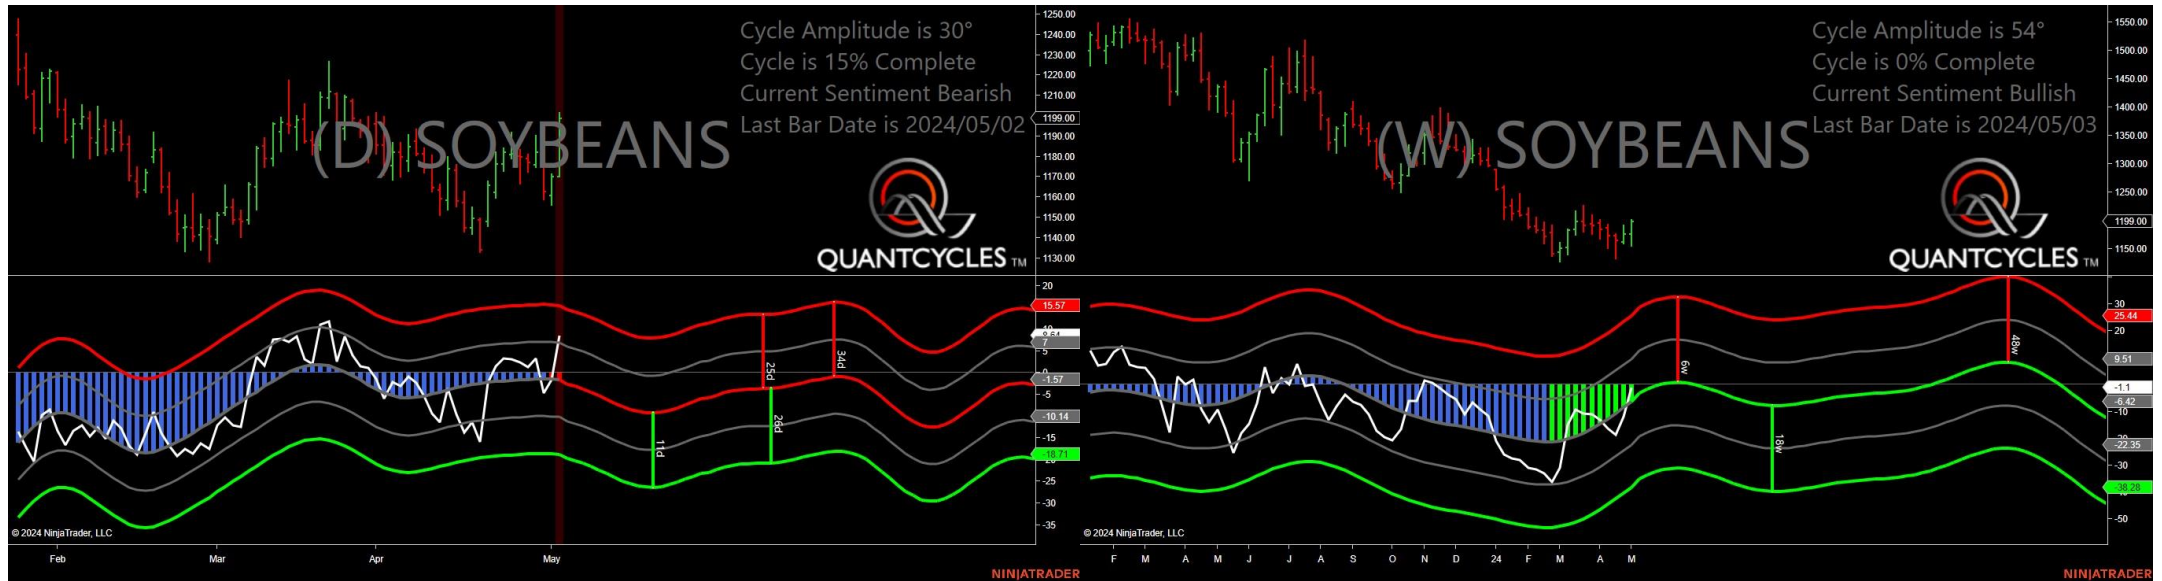 Cycle Amplitude is 30°
Cycle is 15% Complete
Current Sentiment Bearish
Last Bar Date is 2024/05/02
(D) SOYBEANS
QUANTCYCLES TM
1250.00
1240.00
1230.00
1220.00
1210.00
1199.00
1190.00
1180.00
1170.00
1160.00
1150.00
1140.00
1130.00
20
15.57
7
5
0
-1.57
-5
-10.14
-15
-18.71
-25
-30
-35
11d
25d
26d
34d
© 2024 NinjaTrader, LLC
Feb
Mar
Apr
May
NINJATRADER
Cycle Amplitude is 54°
Cycle is 0% Complete
Current Sentiment Bullish
Last Bar Date is 2024/05/03
(W) SOYBEANS
QUANTCYCLES TM
1550.00
1500.00
1450.00
1400.00
1350.00
1300.00
1250.00
1199.00
1150.00
30
25.44
20
9.51
-1.1
-6.42
-10
-22.35
-30
-38.28
-50
6w
18w
48w
© 2024 NinjaTrader, LLC
F M A M J J A S O N D 24 F M A M
NINJATRADER